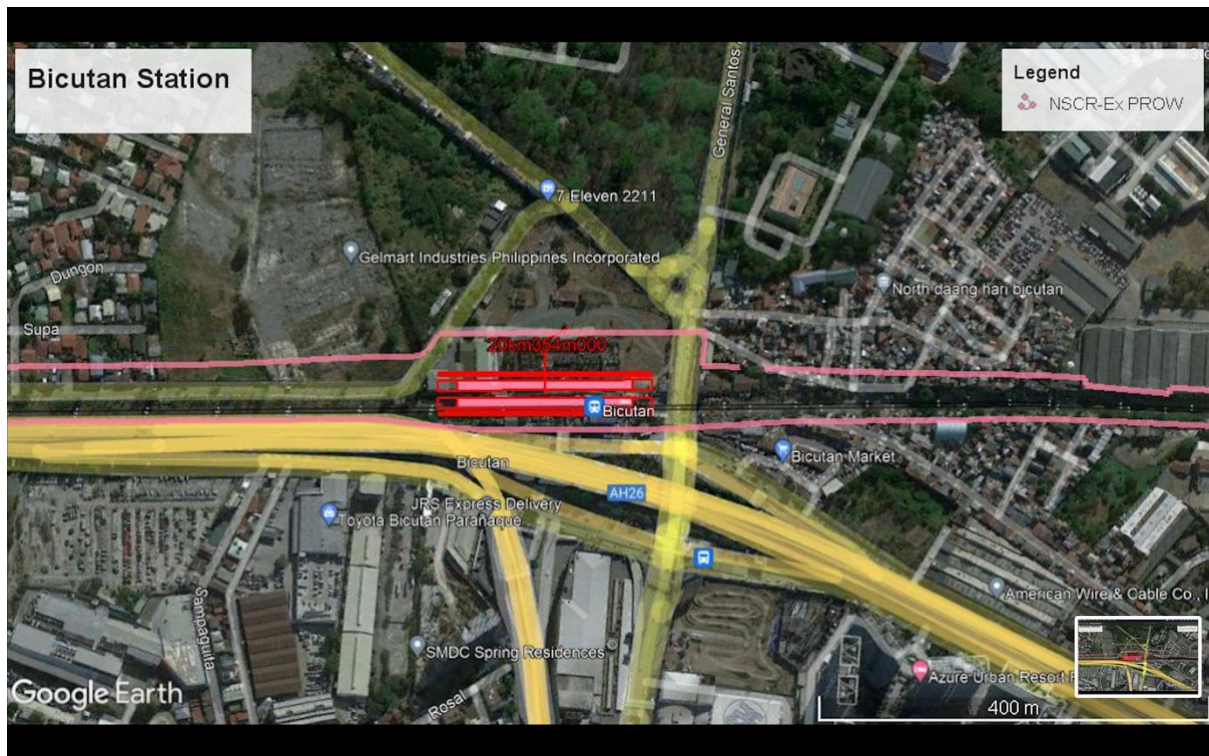 Bicutan Station
Legend
NSCR-Ex PROW
General Santos
7-Eleven 2211
Gelmart Industries Philippines Incorporated
Dungon
North daang hari bicutan
Supa
20km354m000
Bicutan
Bicutan Market
Bicutan
AH26
JRS Express Delivery
Toyota Bicutan Parañaque
American Wire & Cable Co., I
Sampaguita
SMDC Spring Residences
Azure Urban Resort
Rosal
Google Earth
400 m